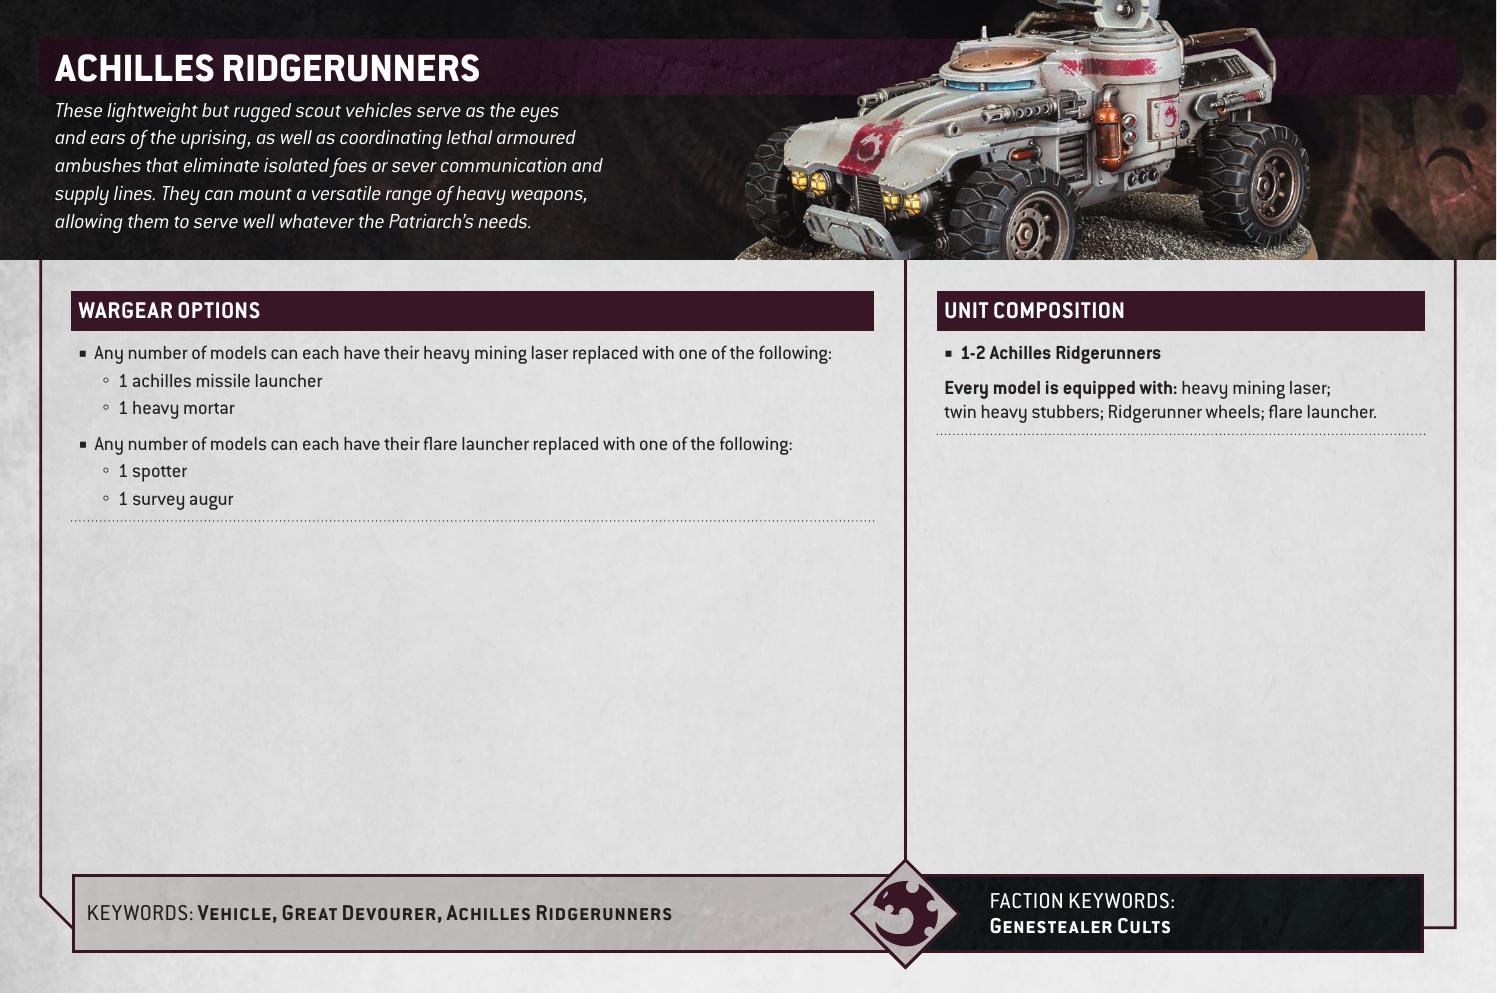 ACHILLES RIDGERUNNERS
These lightweight but rugged scout vehicles serve as the eyes
and ears of the uprising, as well as coordinating lethal armoured
ambushes that eliminate isolated foes or sever communication and
supply lines. They can mount a versatile range of heavy weapons,
allowing them to serve well whatever the Patriarch's needs.
WARGEAR OPTIONS
▪ Any number of models can each have their heavy mining laser replaced with one of the following:
◦ 1 achilles missile launcher
◦ 1 heavy mortar
▪ Any number of models can each have their flare launcher replaced with one of the following:
◦ 1 spotter
◦ 1 survey augur
UNIT COMPOSITION
▪ 1-2 Achilles Ridgerunners
Every model is equipped with: heavy mining laser;
twin heavy stubbers; Ridgerunner wheels; flare launcher.
KEYWORDS: Vehicle, Great Devourer, Achilles Ridgerunners
FACTION KEYWORDS:
Genestealer Cults